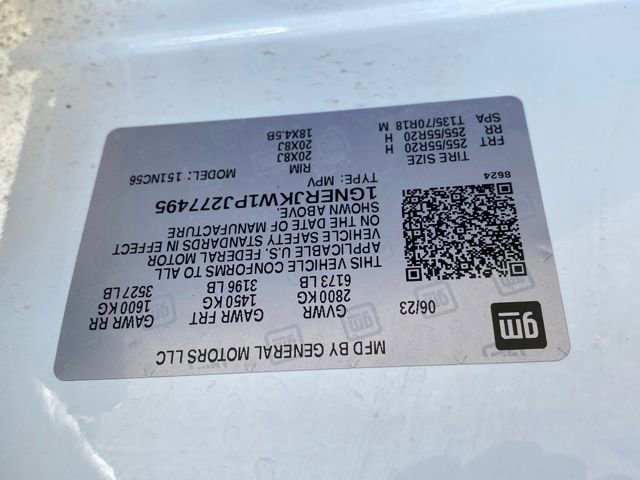 gm
MFD BY GENERAL MOTORS LLC
06/23
GVWR GAWR FRT GAWR RR
2800 KG 1450 KG 1600 KG
6173 LB 3196 LB 3527 LB
THIS VEHICLE CONFORMS TO ALL
APPLICABLE U.S. FEDERAL MOTOR
VEHICLE SAFETY STANDARDS IN EFFECT
ON THE DATE OF MANUFACTURE
SHOWN ABOVE.
1GNERJKW1PJ277495
TYPE: MPV MODEL: 151NC56
8624
TIRE SIZE RIM
FRT 255/55R20 H 20X8J
RR 255/55R20 H 20X8J
SPA T135/70R18 M 18X4.5B